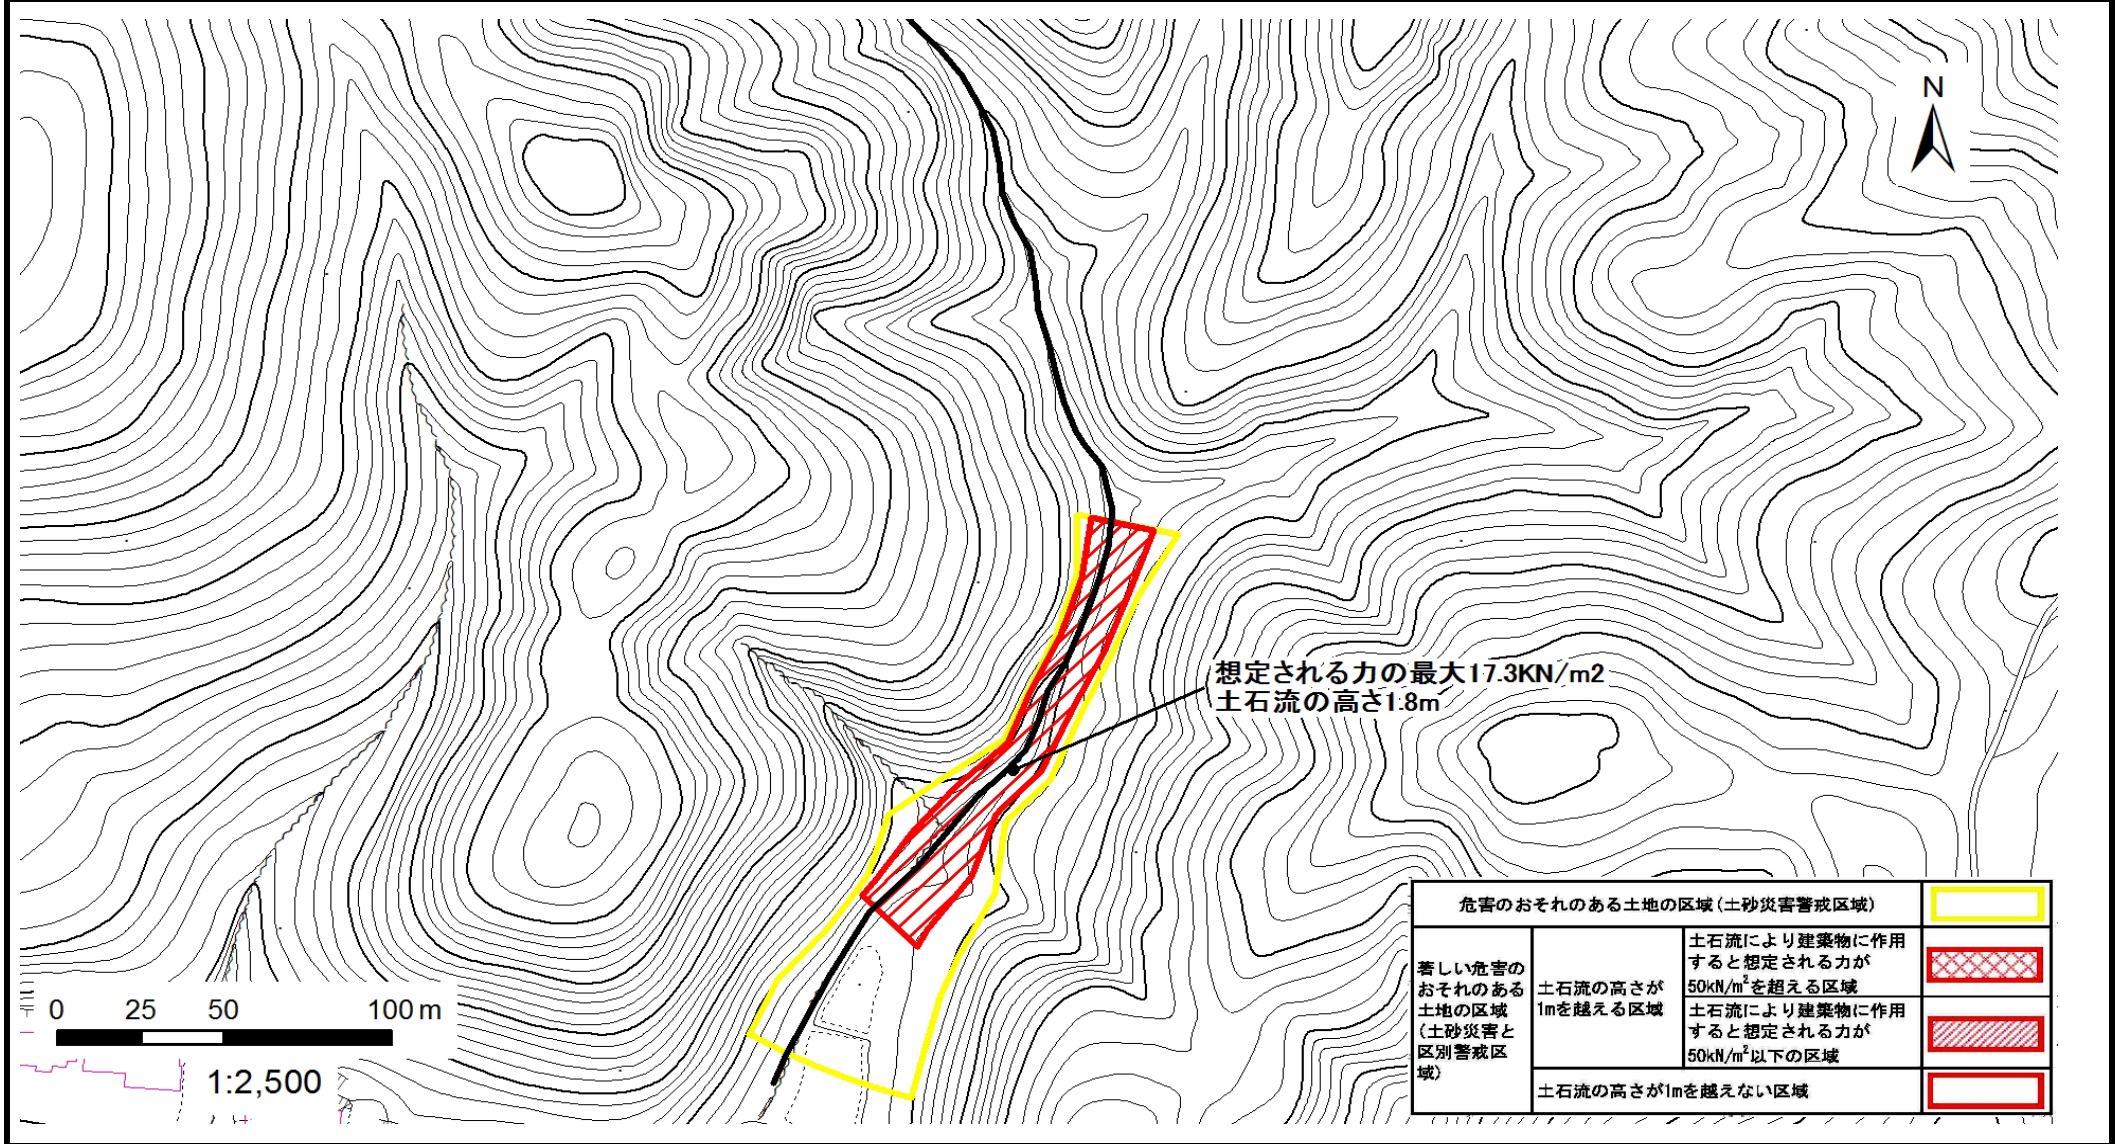 N
想定される力の最大17.3KN/m2
土石流の高さ1.8m
0 25 50 100 m
1:2,500
危害のおそれのある土地の区域(土砂災害警戒区域)
著しい危害の
おそれのある
土地の区域
(土砂災害と
区別警戒区
域)
土石流の高さが
1mを越える区域
土石流により建築物に作用
すると想定される力が
50kN/m²を超える区域
土石流により建築物に作用
すると想定される力が
50kN/m²以下の区域
土石流の高さが1mを越えない区域